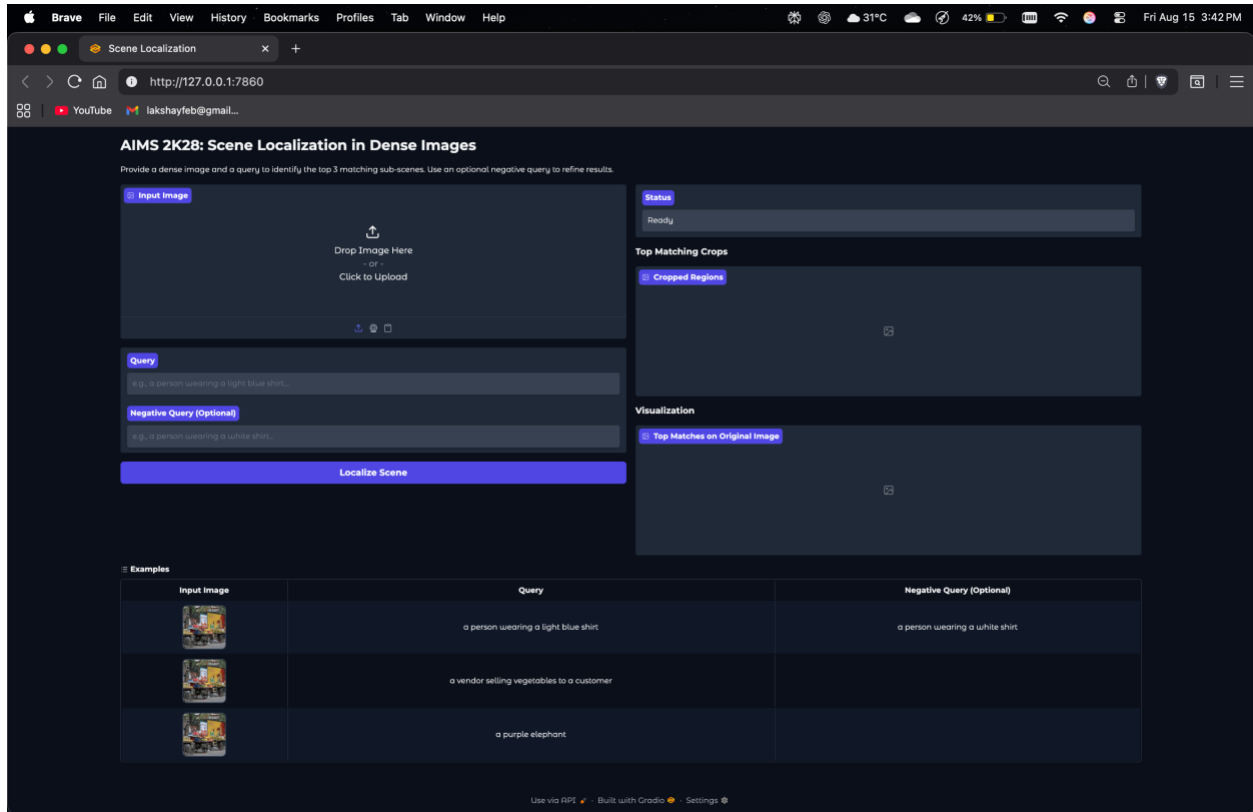 Brave File Edit View History Bookmarks Profiles Tab Window Help 31°C 42% Fri Aug 15 3:42 PM
Scene Localization
http://127.0.0.1:7860
YouTube lakshayfeb@gmail...
AIMS 2K28: Scene Localization in Dense Images
Provide a dense image and a query to identify the top 3 matching sub-scenes. Use an optional negative query to refine results.
Input Image
Drop Image Here
- or -
Click to Upload
Query
e.g., a person wearing a light blue shirt...
Negative Query (Optional)
e.g., a person wearing a white shirt...
Localize Scene
Status
Ready
Top Matching Crops
Cropped Regions
Visualization
Top Matches on Original Image
Examples
Input Image Query Negative Query (Optional)
a person wearing a light blue shirt a person wearing a white shirt
a vendor selling vegetables to a customer
a purple elephant
Use via API · Built with Gradio · Settings